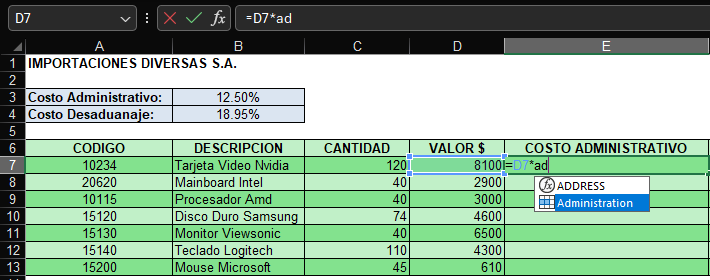 D7 fx =D7*ad
A B C D E
1 IMPORTACIONES DIVERSAS S.A.
2
3 Costo Administrativo: 12.50%
4 Costo Desaduanaje: 18.95%
5
6 CODIGO DESCRIPCION CANTIDAD VALOR $ COSTO ADMINISTRATIVO
7 10234 Tarjeta Video Nvidia 120 8100 =D7*ad
8 20620 Mainboard Intel 40 2900
fx ADDRESS
9 10115 Procesador Amd 40 3000
Administration
10 15120 Disco Duro Samsung 74 4600
11 15130 Monitor Viewsonic 40 6500
12 15140 Teclado Logitech 110 4300
13 15200 Mouse Microsoft 45 610